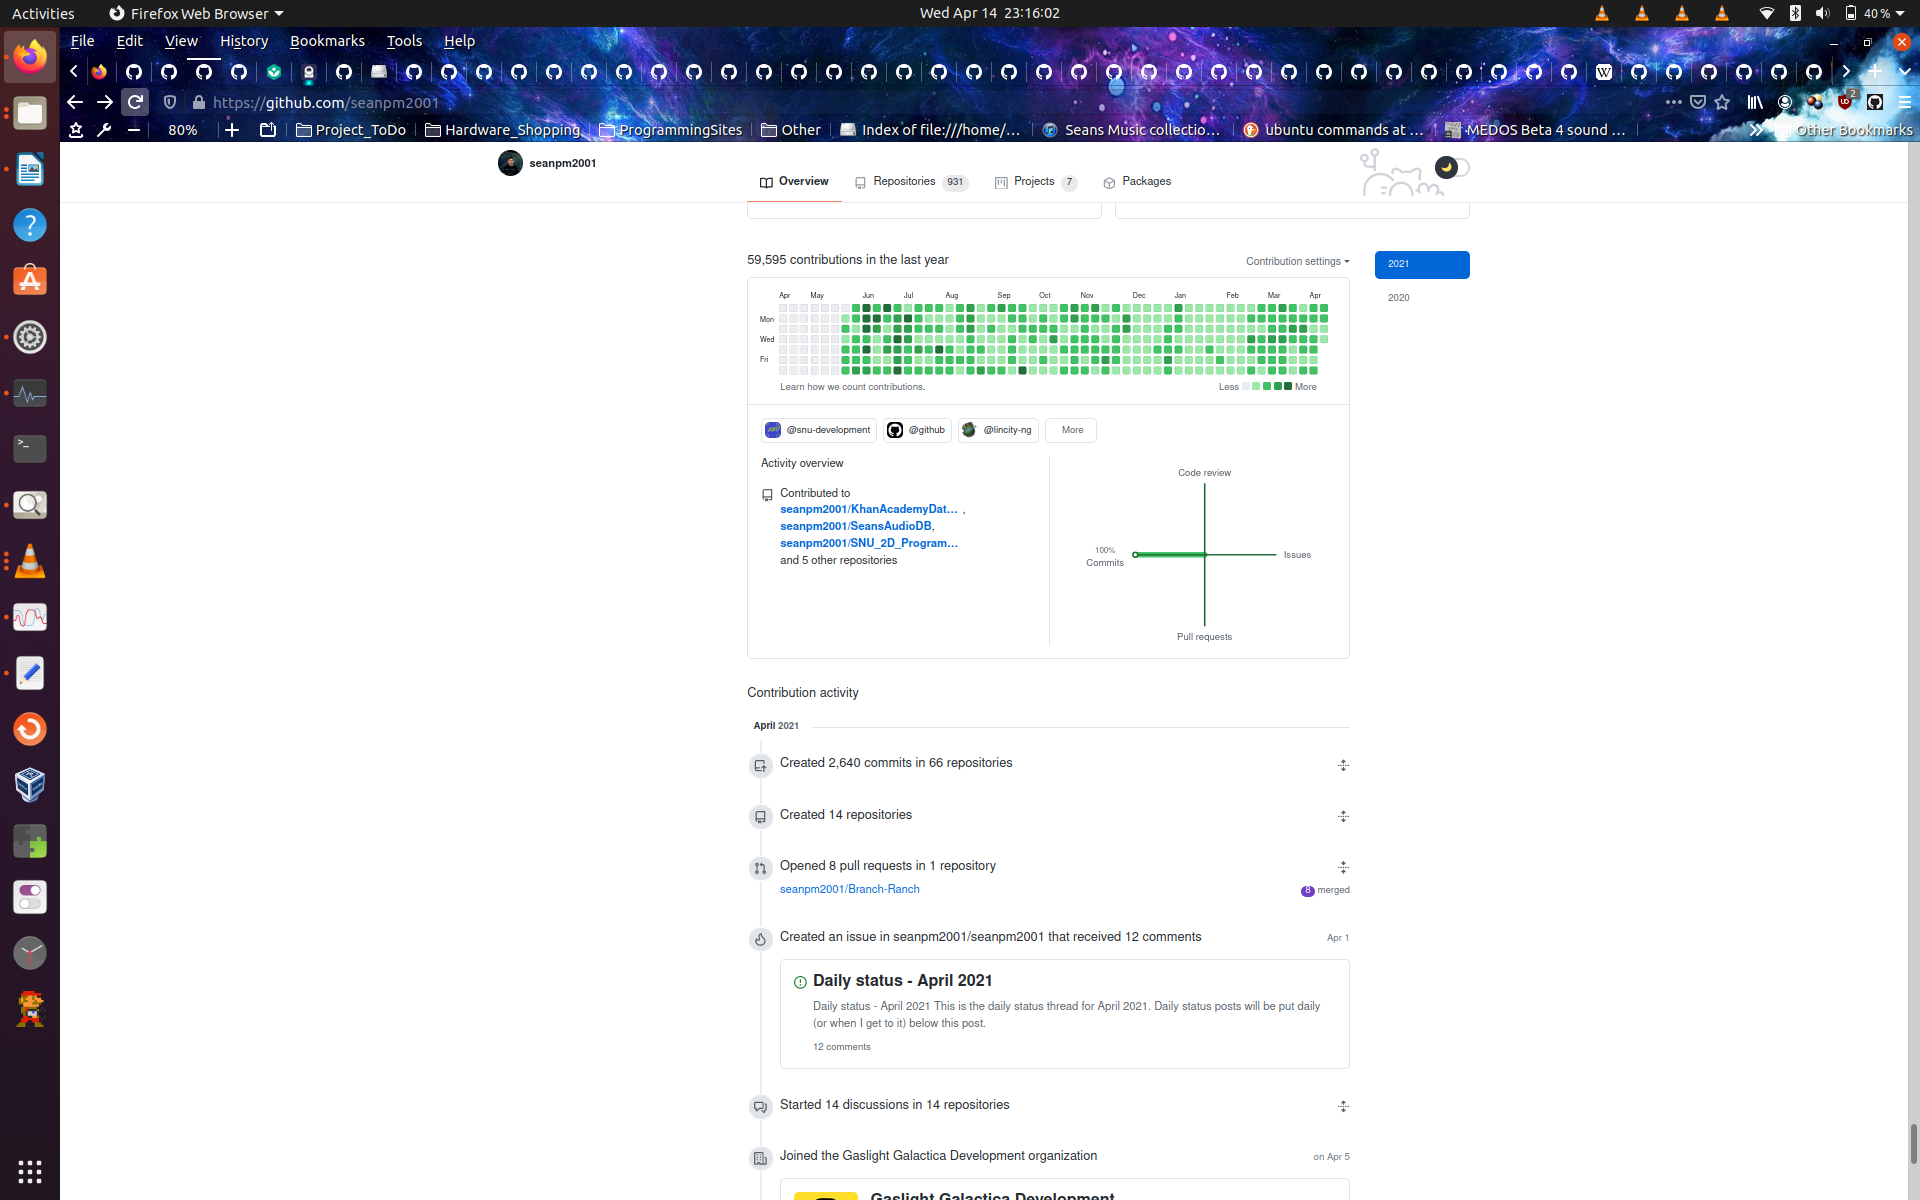 Activities
Firefox Web Browser
Wed Apr 14 23:16:02
40 %
File Edit View History Bookmarks Tools Help
https://github.com/seanpm2001
2
80%
Project_ToDo
Hardware_Shopping
ProgrammingSites
Other
Index of file:///home/…
Seans Music collectio…
ubuntu commands at …
MEDOS Beta 4 sound …
Other Bookmarks
seanpm2001
Overview
Repositories 931
Projects 7
Packages
59,595 contributions in the last year
Contribution settings
2021
2020
Apr May Jun Jul Aug Sep Oct Nov Dec Jan Feb Mar Apr
Mon
Wed
Fri
Learn how we count contributions.
Less More
@snu-development
@github
@lincity-ng
More
Activity overview
Contributed to
seanpm2001/KhanAcademyDat… ,
seanpm2001/SeansAudioDB,
seanpm2001/SNU_2D_Program…
and 5 other repositories
Code review
100%
Commits
Issues
Pull requests
Contribution activity
April 2021
Created 2,640 commits in 66 repositories
Created 14 repositories
Opened 8 pull requests in 1 repository
seanpm2001/Branch-Ranch
8 merged
Created an issue in seanpm2001/seanpm2001 that received 12 comments
Apr 1
Daily status - April 2021
Daily status - April 2021 This is the daily status thread for April 2021. Daily status posts will be put daily
(or when I get to it) below this post.
12 comments
Started 14 discussions in 14 repositories
Joined the Gaslight Galactica Development organization
on Apr 5
Gaslight Galactica Development